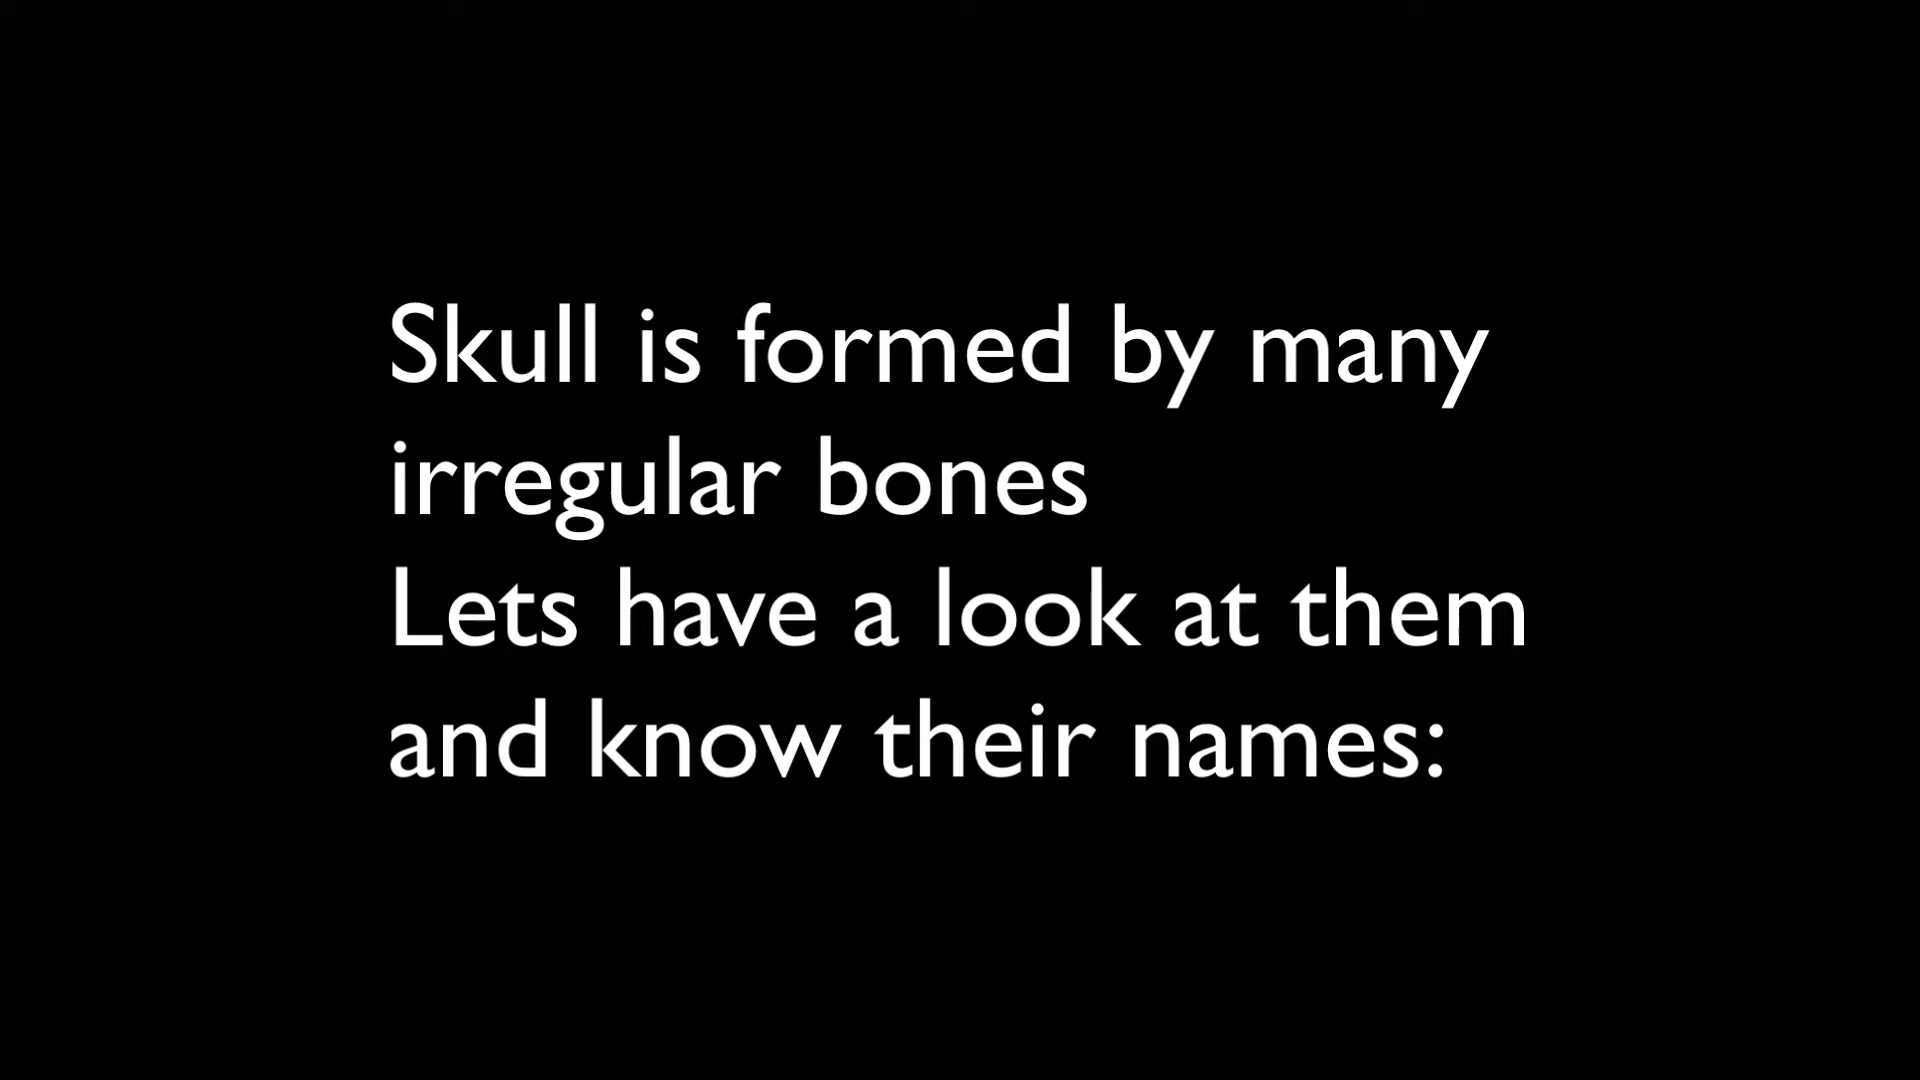 Skull is formed by many
irregular bones
Lets have a look at them
and know their names: